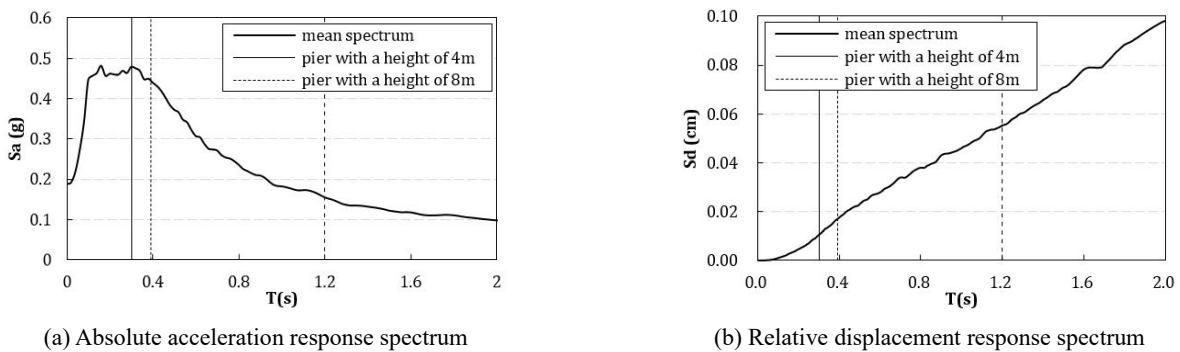 0.6
0.5
0.4
0.3
0.2
0.1
0
Sa (g)
mean spectrum
pier with a height of 4m
pier with a height of 8m
0 0.4 0.8 1.2 1.6 2
T(s)
(a) Absolute acceleration response spectrum
0.10
0.08
0.06
0.04
0.02
0.00
Sd (cm)
mean spectrum
pier with a height of 4m
pier with a height of 8m
0.0 0.4 0.8 1.2 1.6 2.0
T(s)
(b) Relative displacement response spectrum